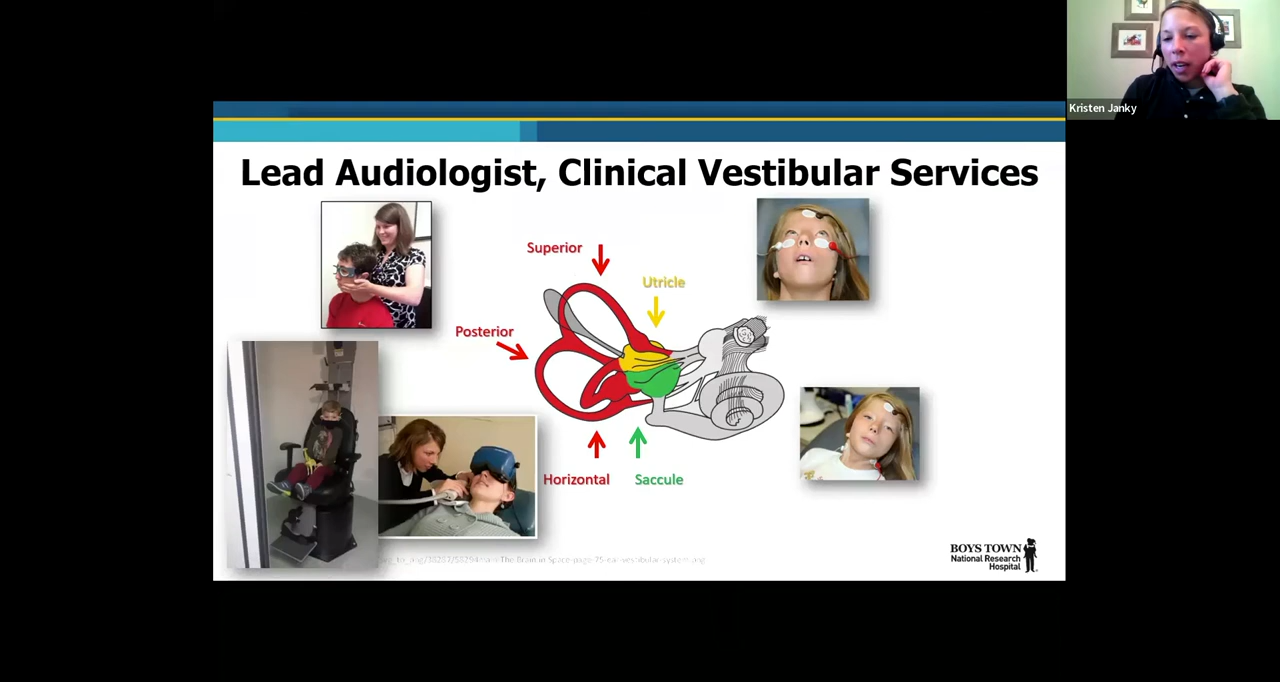 Kristen Janky
Lead Audiologist, Clinical Vestibular Services
Superior
Utricle
Posterior
Horizontal
Saccule
BOYS TOWN
National Research
Hospital